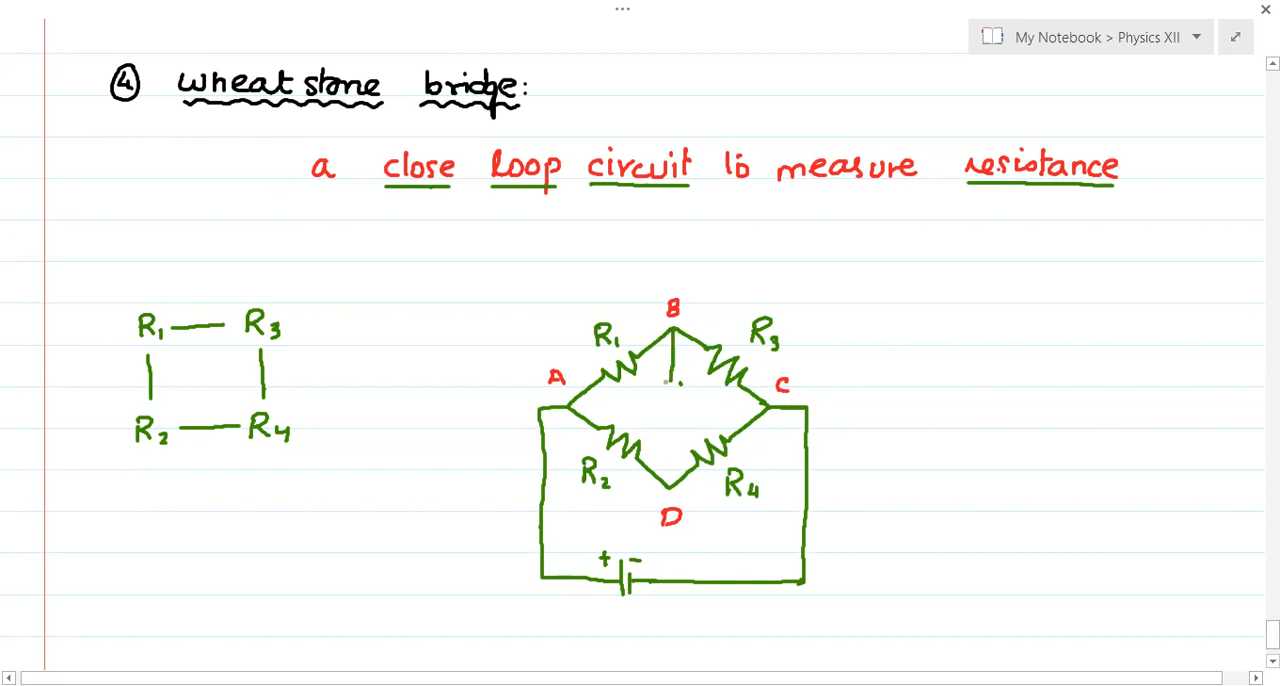 My Notebook > Physics XII
④ wheatstone bridge:
a close loop circuit to measure resistance
R₁ R₃
R₂ R₄
B
R₁ R₃
A C
R₂ R₄
D
+ -